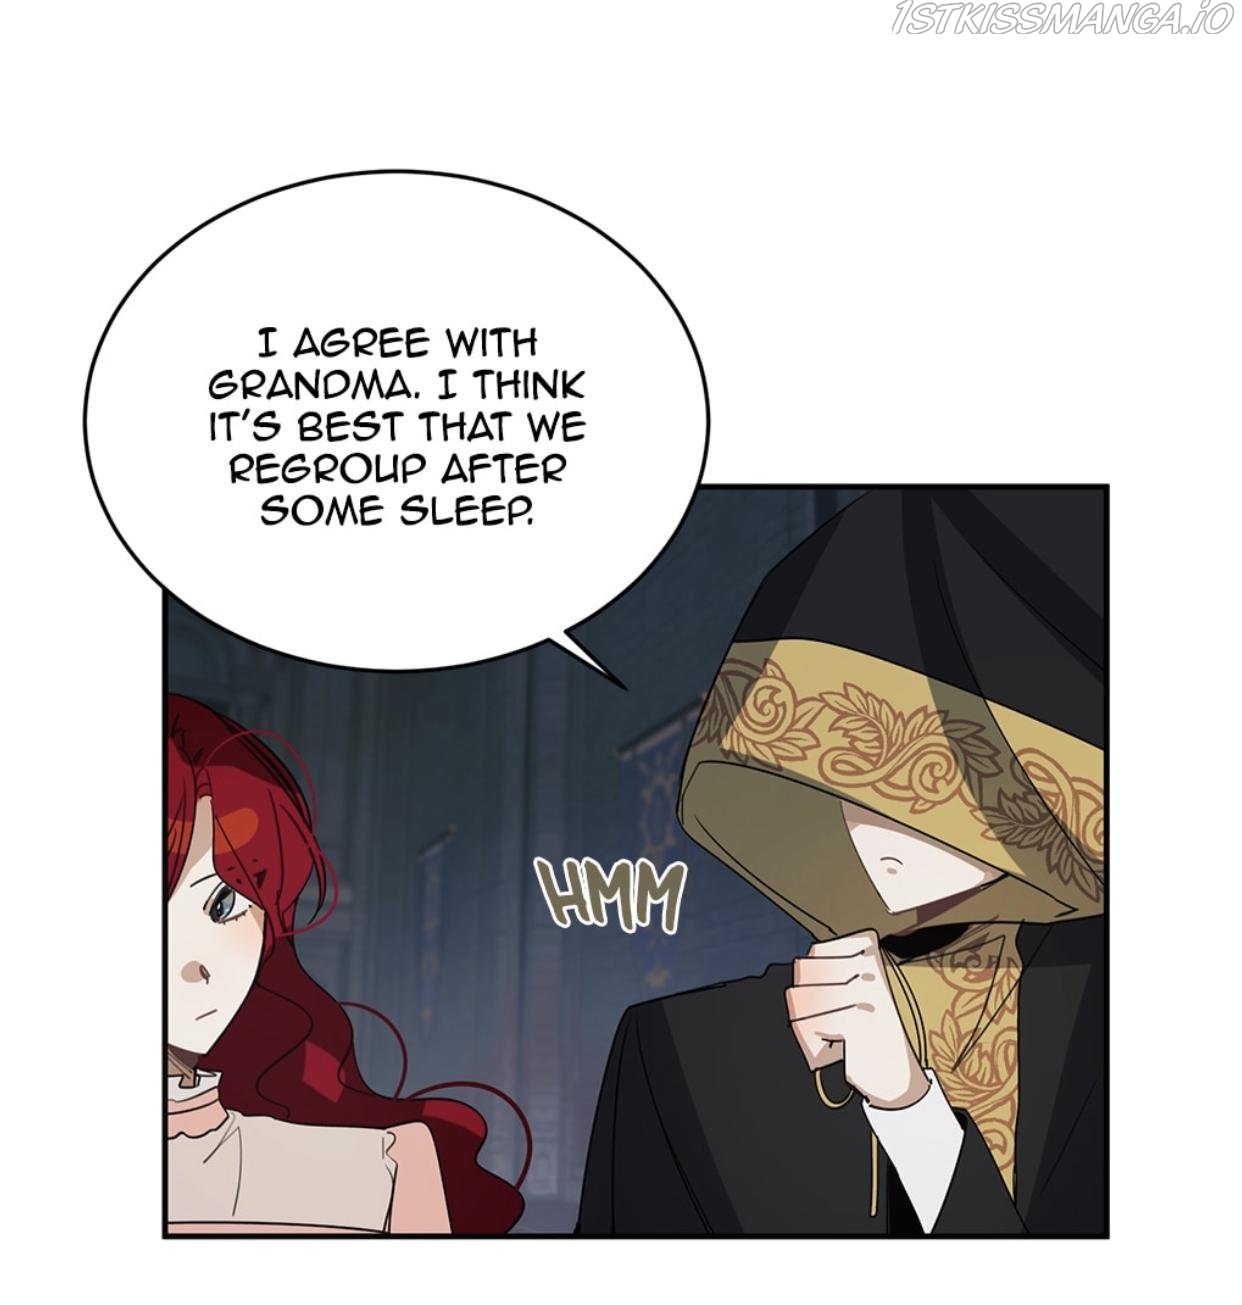 1STKISSMANGA.IO
I AGREE WITH
GRANDMA. I THINK
IT'S BEST THAT WE
REGROUP AFTER
SOME SLEEP.
HMM